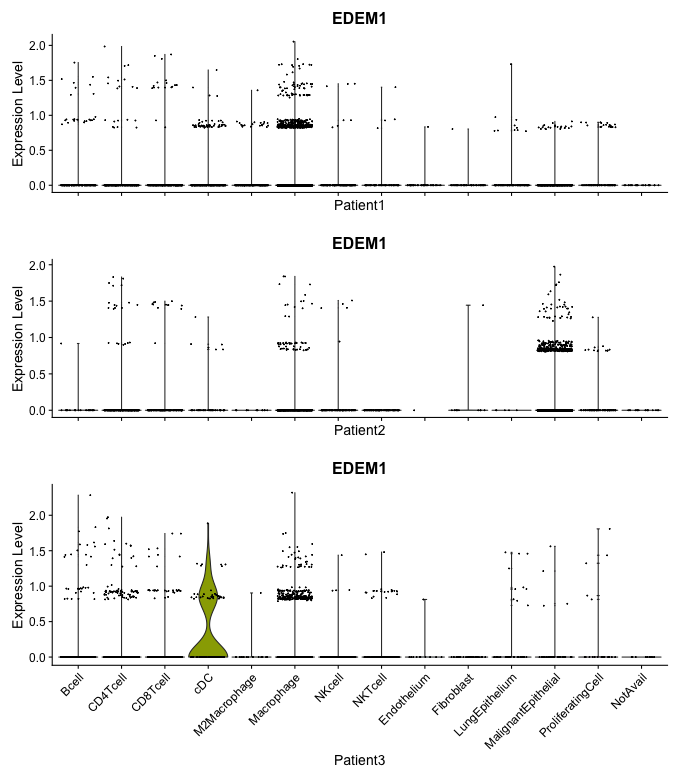 EDEM1
Expression Level
2.0
1.5
1.0
0.5
0.0
Patient1
EDEM1
Expression Level
2.0
1.5
1.0
0.5
0.0
Patient2
EDEM1
Expression Level
2.0
1.5
1.0
0.5
0.0
Bcell
CD4Tcell
CD8Tcell
cDC
M2Macrophage
Macrophage
NKcell
NKTcell
Endothelium
Fibroblast
LungEpithelium
MalignantEpithelial
ProliferatingCell
NotAvail
Patient3